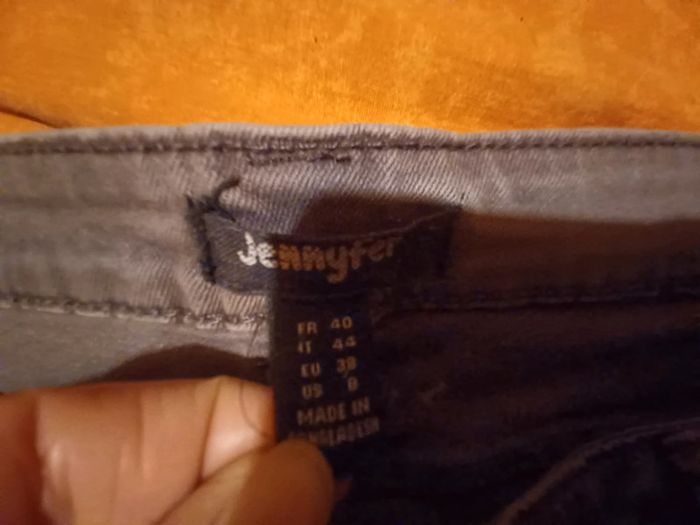 Jennyfer
FR 40
IT 44
EU 38
US 8
MADE IN
BANGLADESH